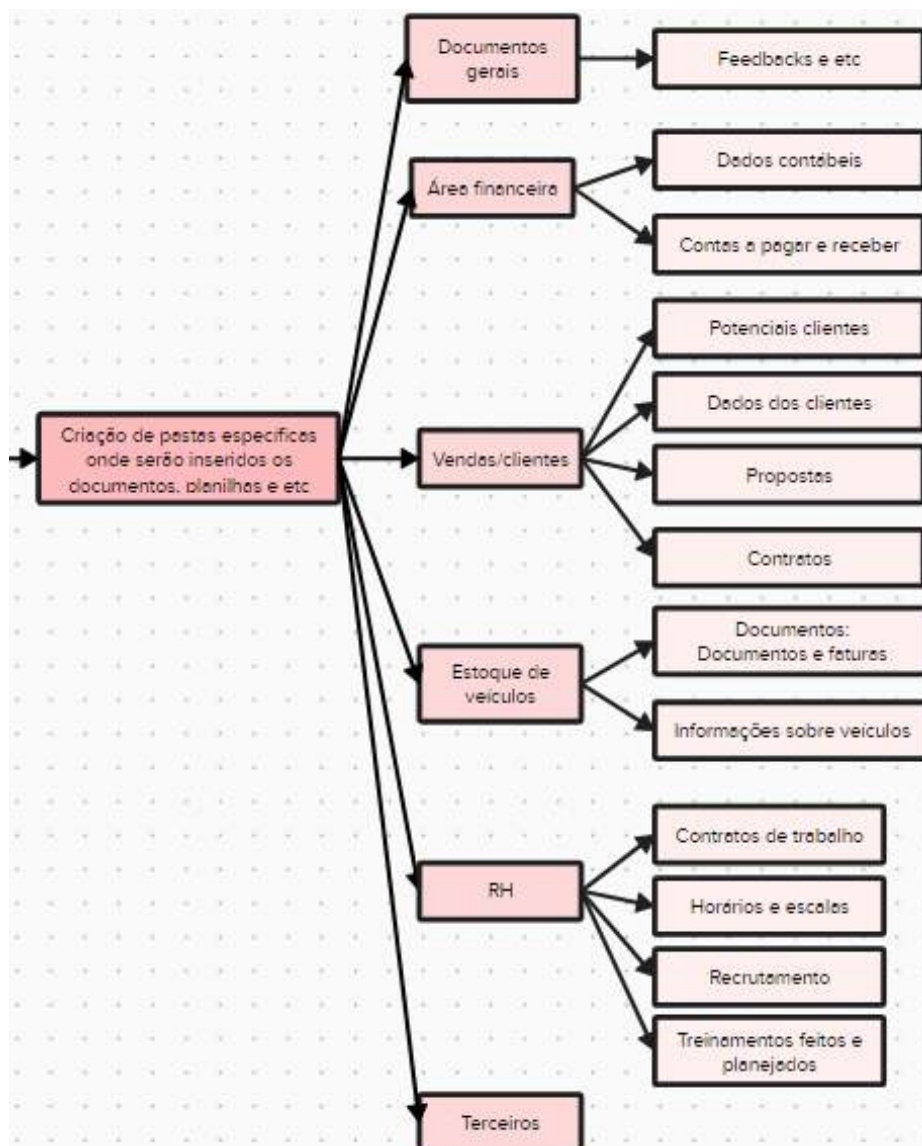 Documentos
gerais
Feedbacks e etc
Área financeira
Dados contábeis
Contas a pagar e receber
Vendas/clientes
Potenciais clientes
Dados dos clientes
Propostas
Contratos
Criação de pastas especificas
onde serão inseridos os
documentos, planilhas e etc
Estoque de
veículos
Documentos:
Documentos e faturas
Informações sobre veículos
RH
Contratos de trabalho
Horários e escalas
Recrutamento
Treinamentos feitos e
planejados
Terceiros